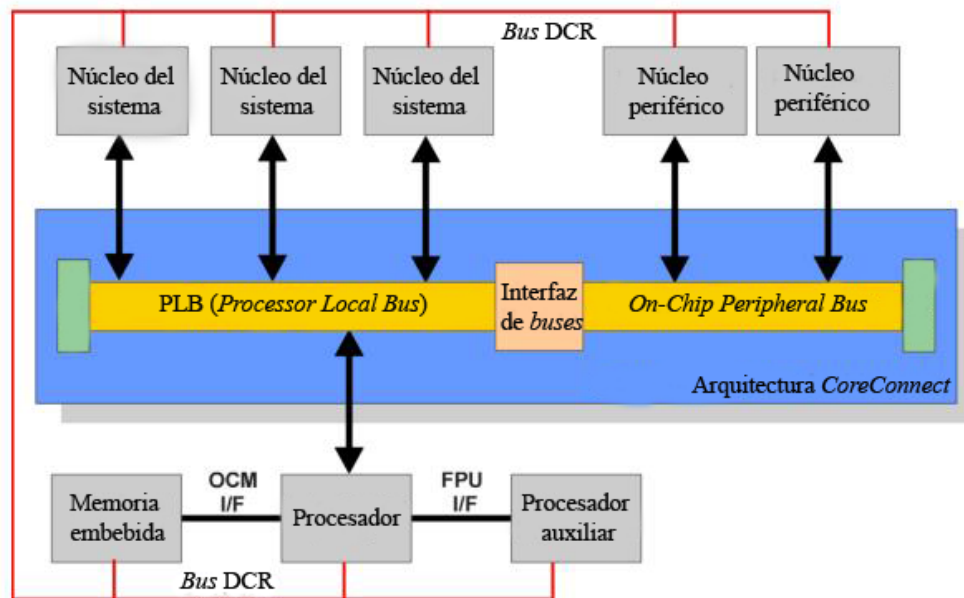 Bus DCR
Núcleo del
sistema
Núcleo del
sistema
Núcleo del
sistema
Núcleo
periférico
Núcleo
periférico
PLB (Processor Local Bus)
Interfaz
de buses
On-Chip Peripheral Bus
Arquitectura CoreConnect
Memoria
embebida
OCM
I/F
Procesador
FPU
I/F
Procesador
auxiliar
Bus DCR